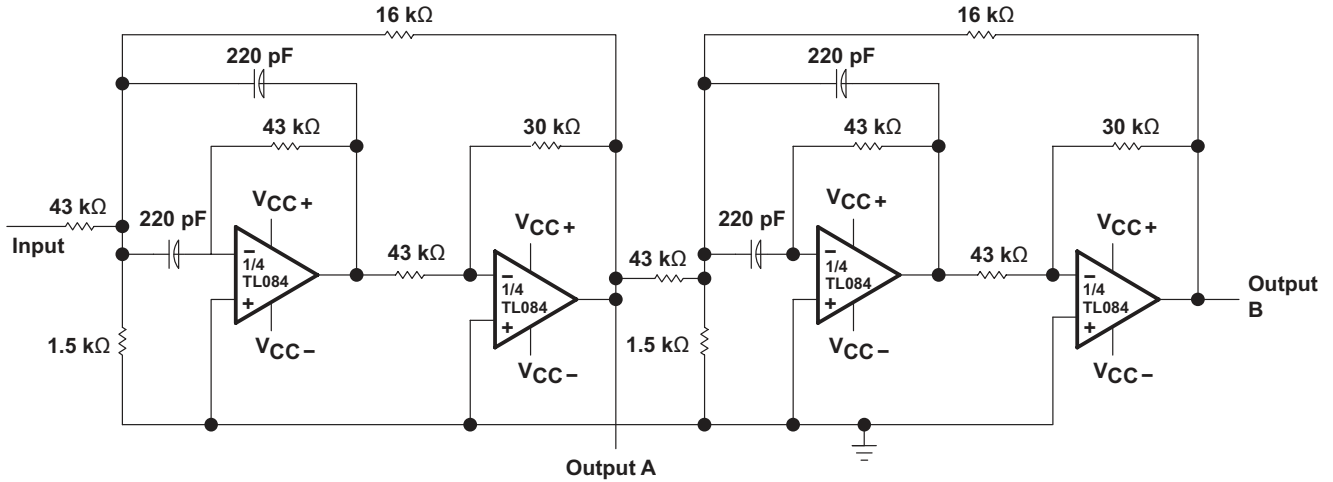 16 kΩ
16 kΩ
220 pF
220 pF
43 kΩ
30 kΩ
43 kΩ
30 kΩ
43 kΩ
Input
220 pF
VCC+
−
1/4
TL084
+
VCC−
1.5 kΩ
43 kΩ
VCC+
−
1/4
TL084
+
VCC−
43 kΩ
220 pF
VCC+
−
1/4
TL084
+
VCC−
1.5 kΩ
43 kΩ
VCC+
−
1/4
TL084
+
VCC−
Output
B
Output A